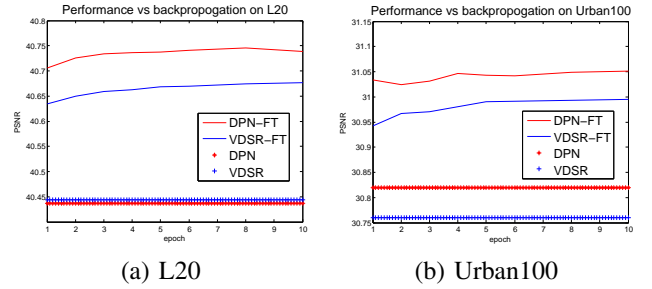 Performance vs backpropogation on L20
40.8
40.75
40.7
40.65
40.6
40.55
40.5
40.45
PSNR
DPN-FT
VDSR-FT
DPN
VDSR
1 2 3 4 5 6 7 8 9 10
epoch
(a) L20
Performance vs backpropogation on Urban100
31.15
31.1
31.05
31
30.95
30.9
30.85
30.8
30.75
PSNR
DPN-FT
VDSR-FT
DPN
VDSR
1 2 3 4 5 6 7 8 9 10
epoch
(b) Urban100